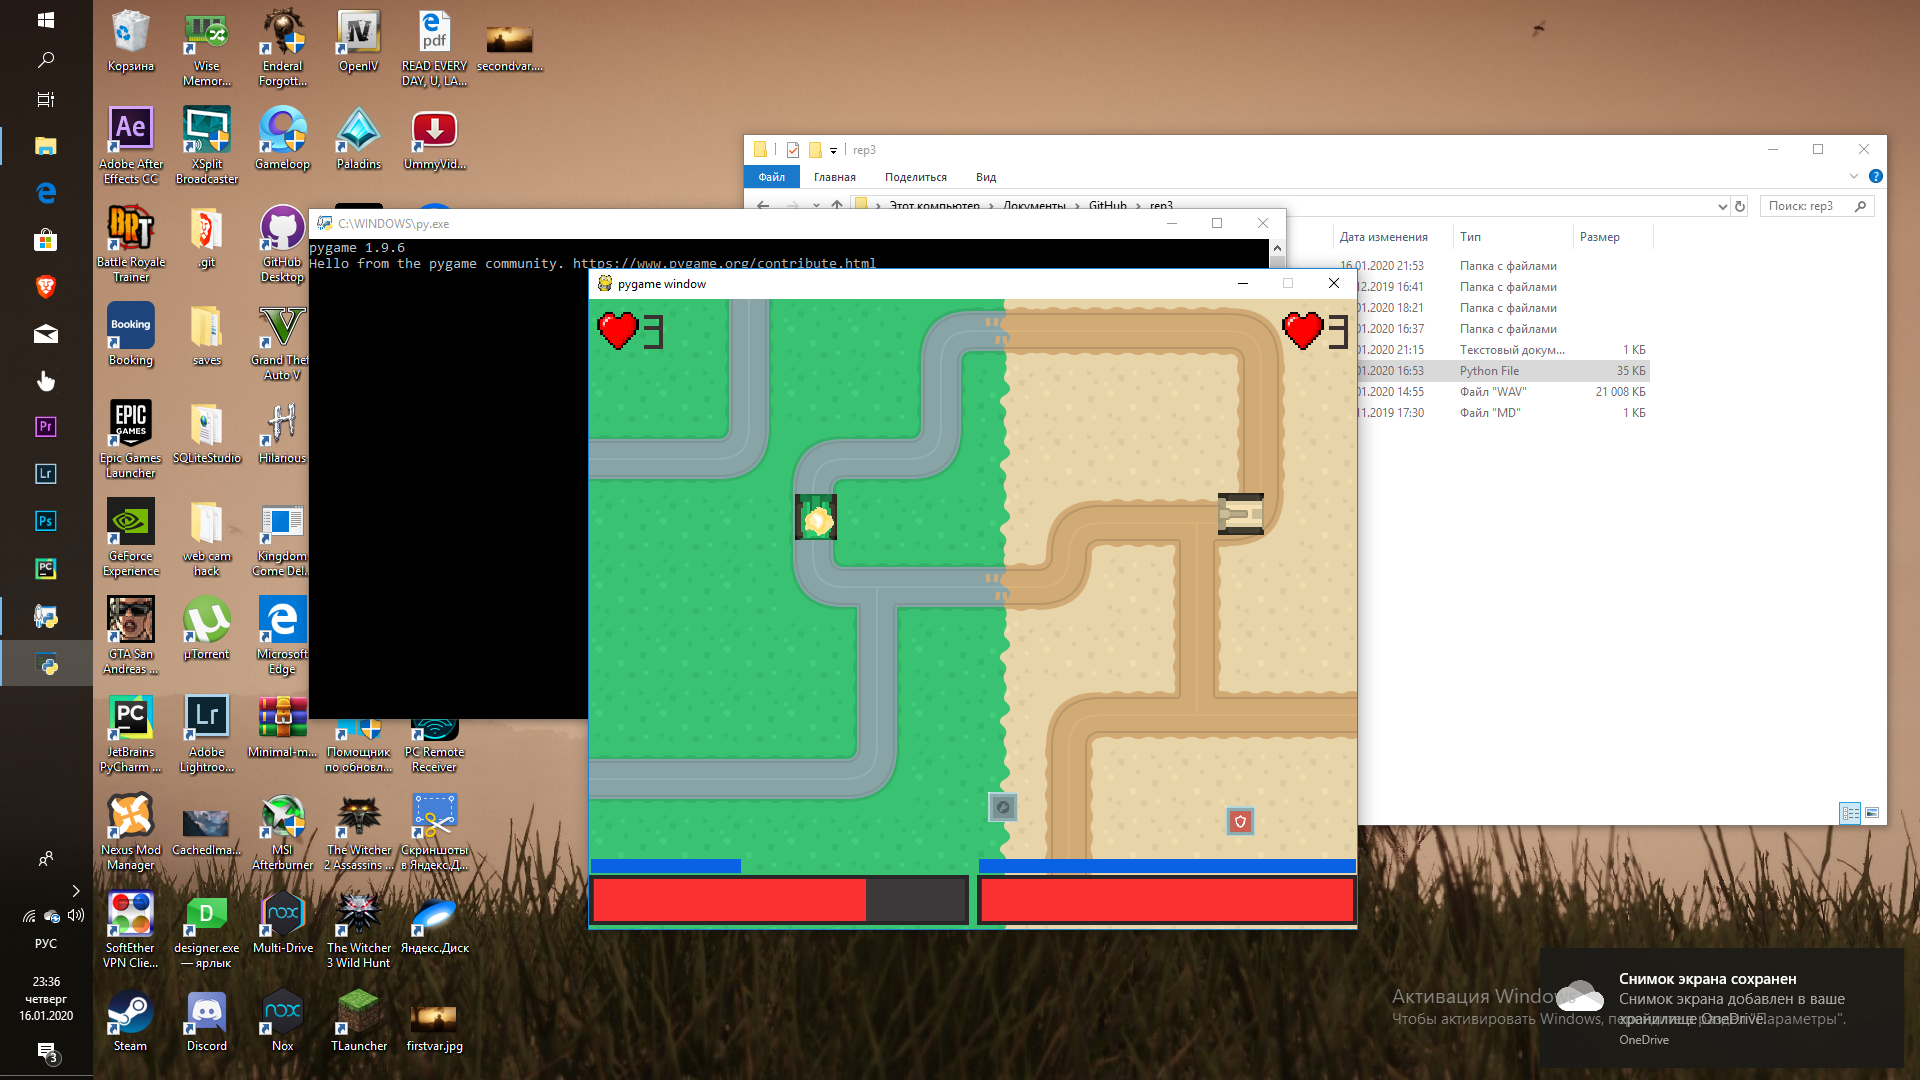 Корзина
Wise
Memor...
Enderal
Forgott...
OpenIV
READ EVERY
DAY, U, LA...
secondvar....
Adobe After
Effects CC
XSplit
Broadcaster
Gameloop
Paladins
UmmyVid...
Battle Royale
Trainer
.git
GitHub
Desktop
Booking
Booking
saves
Grand Theft
Auto V
Epic Games
Launcher
SQLiteStudio
Hilarious
GeForce
Experience
web cam
hack
Kingdom
Come Del...
GTA San
Andreas ...
µTorrent
Microsoft
Edge
JetBrains
PyCharm ...
Adobe
Lightroo...
Minimal-m...
Помощник
по обновл...
PC Remote
Receiver
Nexus Mod
Manager
CachedIma...
MSI
Afterburner
The Witcher
2 Assassins ...
Скриншоты
в Яндекс.Д...
SoftEther
VPN Clie...
designer.exe
— ярлык
Multi-Drive
The Witcher
3 Wild Hunt
Яндекс.Диск
Steam
Discord
Nox
TLauncher
firstvar.jpg
РУС
23:36
четверг
16.01.2020
3
rep3
Файл
Главная
Поделиться
Вид
Этот компьютер › Документы › GitHub › rep3
Поиск: rep3
Дата изменения
Тип
Размер
16.01.2020 21:53 Папка с файлами
12.2019 16:41 Папка с файлами
01.2020 18:21 Папка с файлами
01.2020 16:37 Папка с файлами
01.2020 21:15 Текстовый докум... 1 КБ
01.2020 16:53 Python File 35 КБ
01.2020 14:55 Файл "WAV" 21 008 КБ
11.2019 17:30 Файл "MD" 1 КБ
C:\WINDOWS\py.exe
pygame 1.9.6
Hello from the pygame community. https://www.pygame.org/contribute.html
pygame window
3
3
Активация Windows
Чтобы активировать Windows, перейдите в раздел "Параметры".
Снимок экрана сохранен
Снимок экрана добавлен в ваше
хранилище OneDrive.
OneDrive